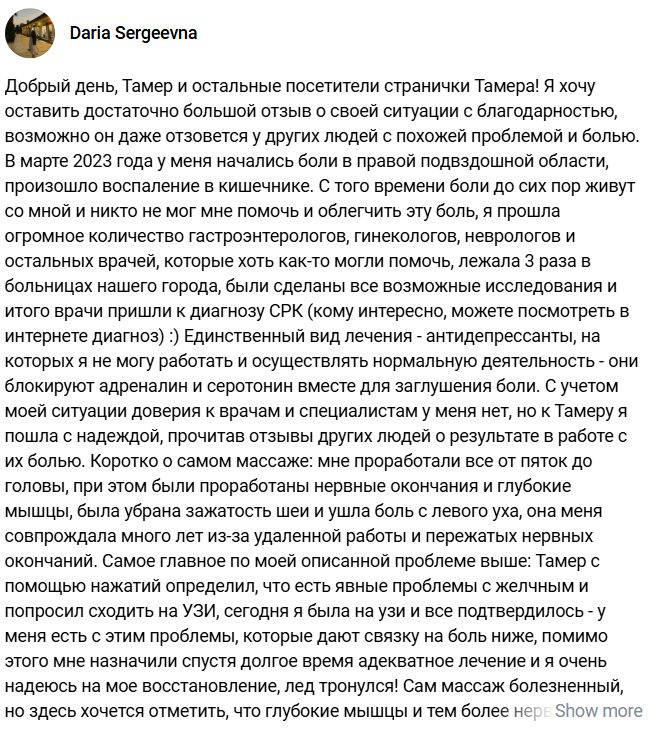 Daria Sergeevna
Добрый день, Тамер и остальные посетители странички Тамера! Я хочу
оставить достаточно большой отзыв о своей ситуации с благодарностью,
возможно он даже отзовется у других людей с похожей проблемой и болью.
В марте 2023 года у меня начались боли в правой подвздошной области,
произошло воспаление в кишечнике. С того времени боли до сих пор живут
со мной и никто не мог мне помочь и облегчить эту боль, я прошла
огромное количество гастроэнтерологов, гинекологов, неврологов и
остальных врачей, которые хоть как-то могли помочь, лежала 3 раза в
больницах нашего города, были сделаны все возможные исследования и
итого врачи пришли к диагнозу СРК (кому интересно, можете посмотреть в
интернете диагноз) :) Единственный вид лечения - антидепрессанты, на
которых я не могу работать и осуществлять нормальную деятельность - они
блокируют адреналин и серотонин вместе для заглушения боли. С учетом
моей ситуации доверия к врачам и специалистам у меня нет, но к Тамеру я
пошла с надеждой, прочитав отзывы других людей о результате в работе с
их болью. Коротко о самом массаже: мне проработали все от пяток до
головы, при этом были проработаны нервные окончания и глубокие
мышцы, была убрана зажатость шеи и ушла боль с левого уха, она меня
совпрождала много лет из-за удаленной работы и пережатых нервных
окончаний. Самое главное по моей описанной проблеме выше: Тамер с
помощью нажатий определил, что есть явные проблемы с желчным и
попросил сходить на УЗИ, сегодня я была на узи и все подтвердилось - у
меня есть с этим проблемы, которые дают связку на боль ниже, помимо
этого мне назначили спустя долгое время адекватное лечение и я очень
надеюсь на мое восстановление, лед тронулся! Сам массаж болезненный,
но здесь хочется отметить, что глубокие мышцы и тем более нерв Show more